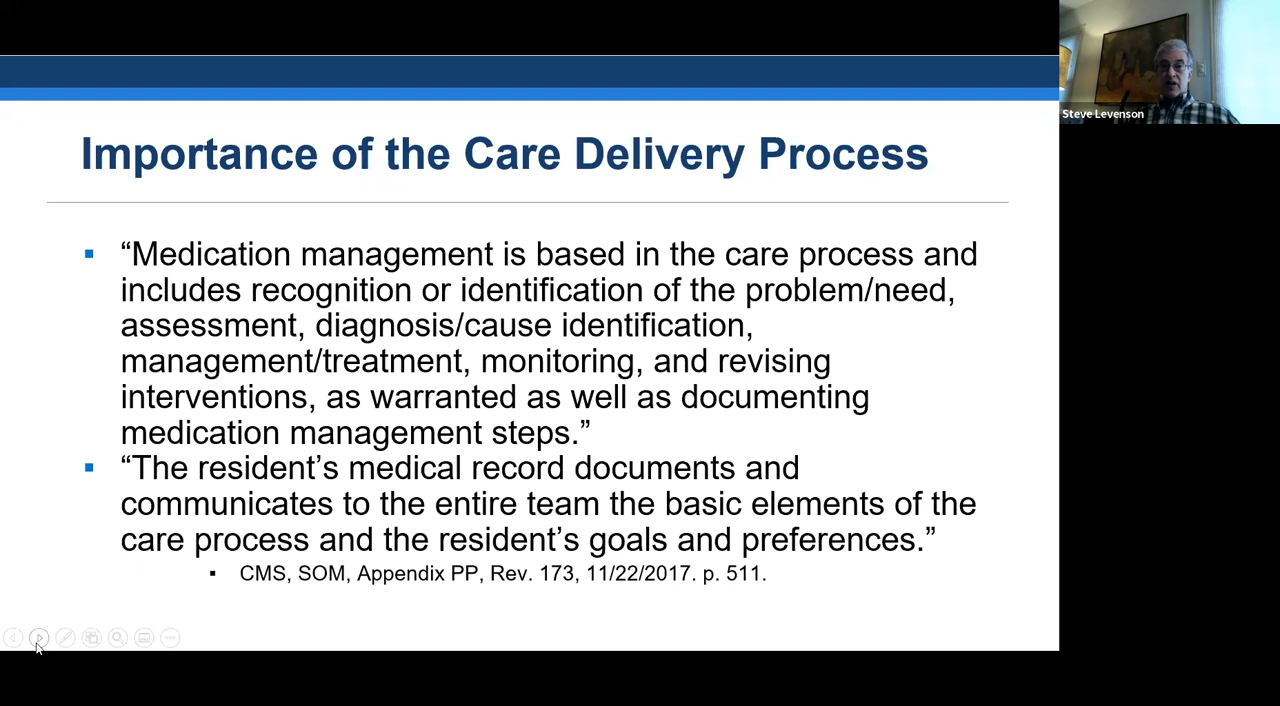 Importance of the Care Delivery Process
▪ “Medication management is based in the care process and
includes recognition or identification of the problem/need,
assessment, diagnosis/cause identification,
management/treatment, monitoring, and revising
interventions, as warranted as well as documenting
medication management steps.”
▪ “The resident’s medical record documents and
communicates to the entire team the basic elements of the
care process and the resident’s goals and preferences.”
▪ CMS, SOM, Appendix PP, Rev. 173, 11/22/2017. p. 511.
Steve Levenson